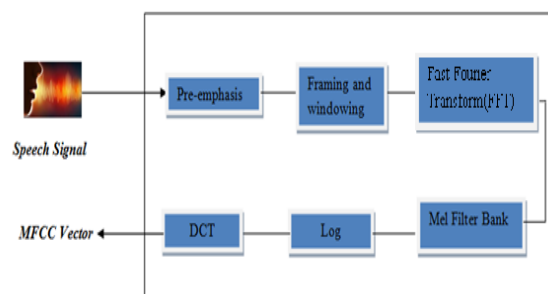 Speech Signal
Pre-emphasis
Framing and
windowing
Fast Fourier
Transform(FFT)
Mel Filter Bank
Log
DCT
MFCC Vector